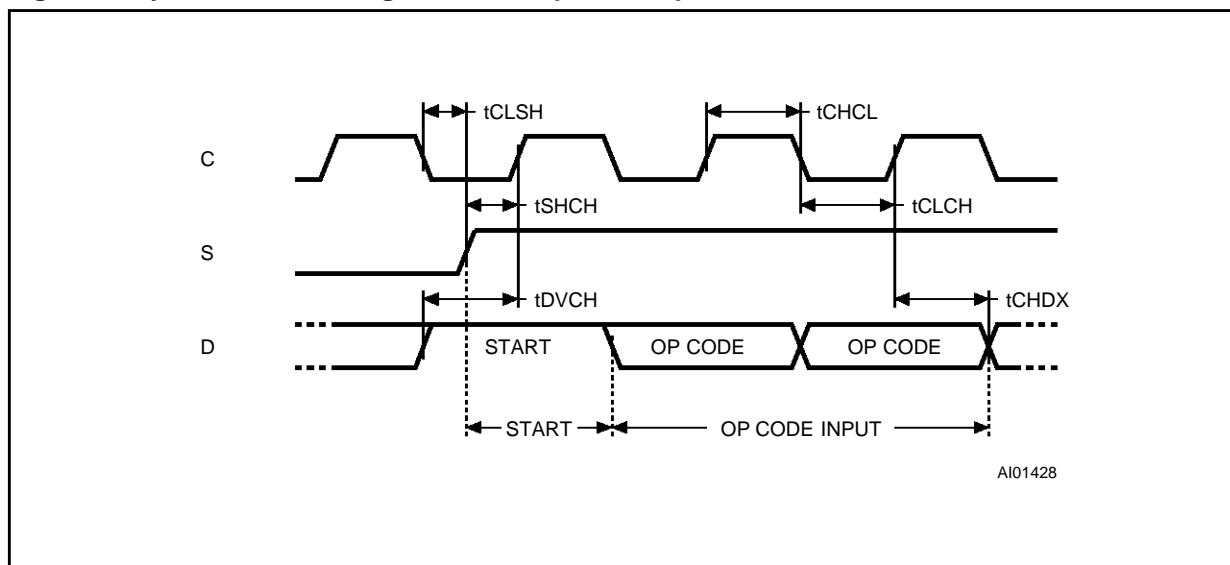 tCLSH
tCHCL
C
tSHCH
tCLCH
S
tDVCH
tCHDX
D
START
OP CODE
OP CODE
START
OP CODE INPUT
AI01428